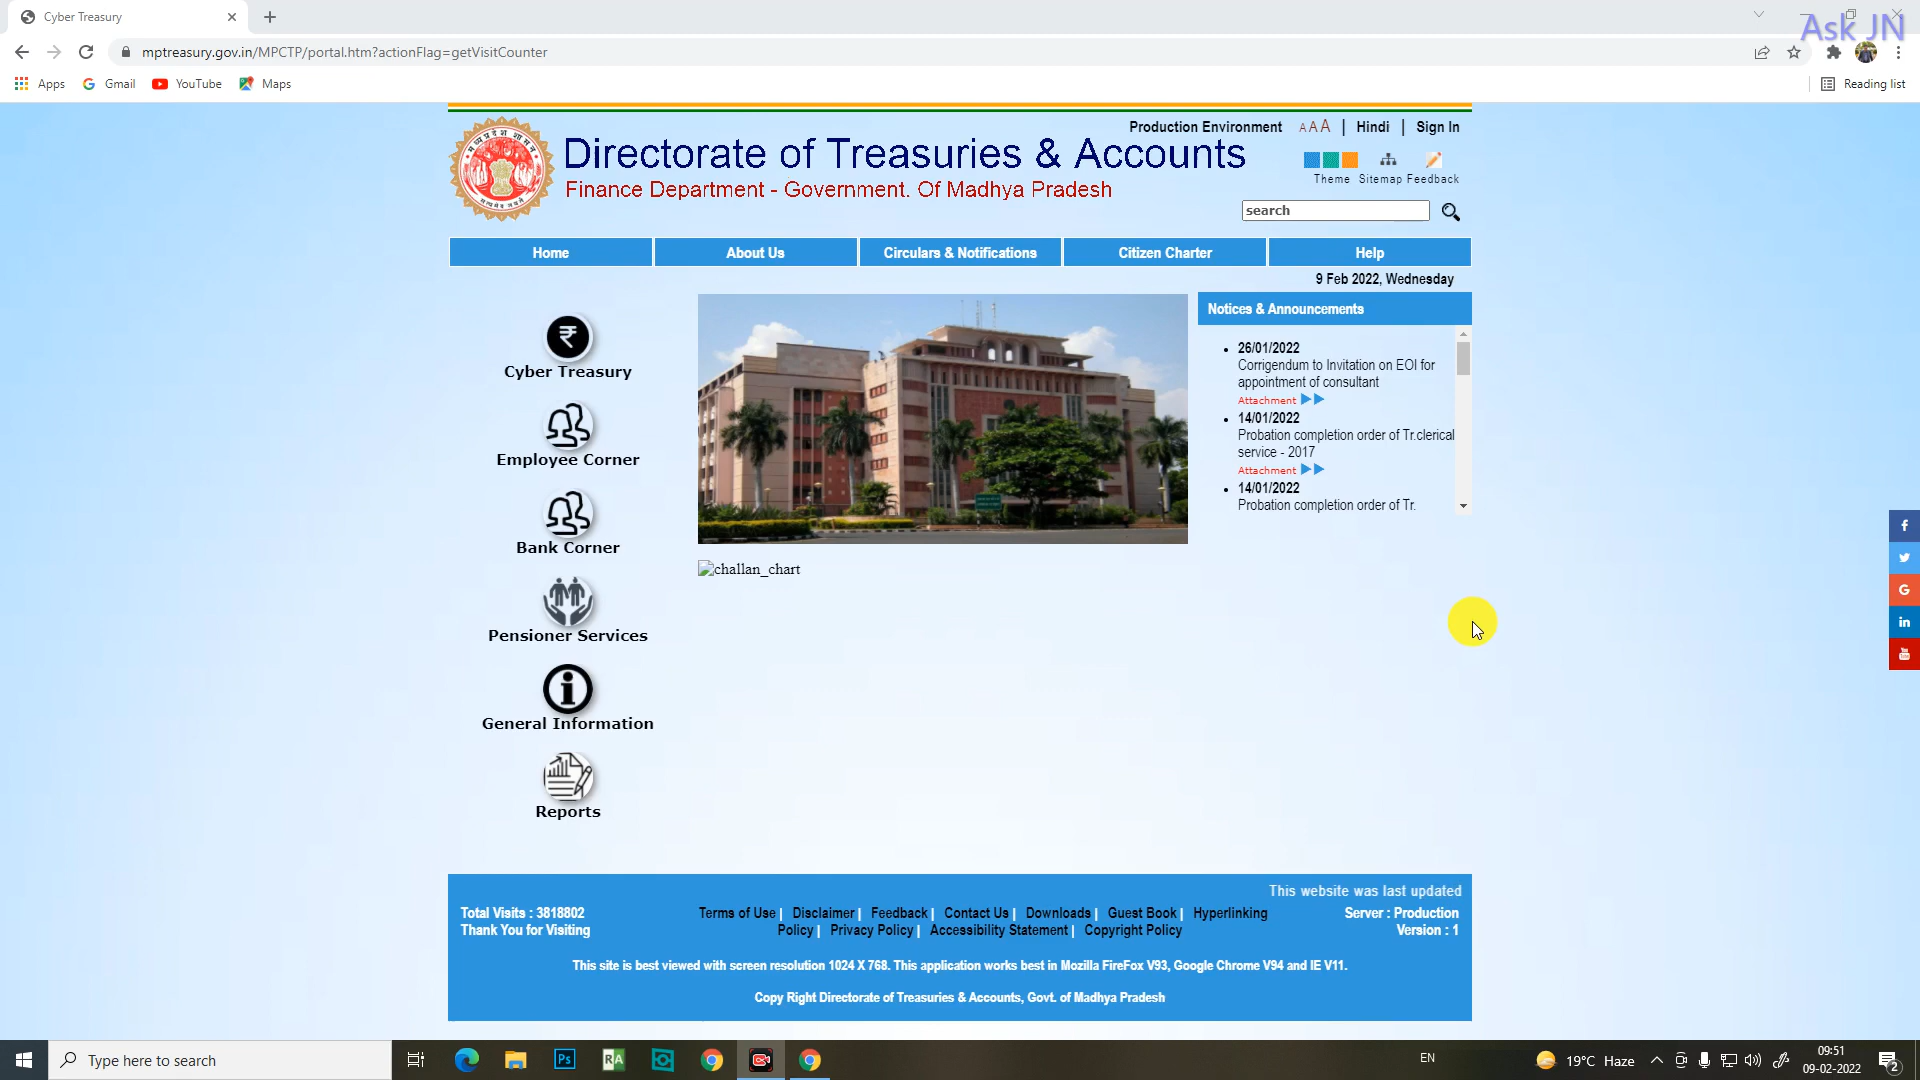 Cyber Treasury
Ask JN
mptreasury.gov.in/MPCTP/portal.htm?actionFlag=getVisitCounter
Apps
Gmail
YouTube
Maps
Reading list
Production Environment
A A A
|
Hindi
|
Sign In
Directorate of Treasuries & Accounts
Finance Department - Government. Of Madhya Pradesh
Theme
Sitemap
Feedback
search
Home
About Us
Circulars & Notifications
Citizen Charter
Help
9 Feb 2022, Wednesday
Cyber Treasury
Employee Corner
Bank Corner
Pensioner Services
General Information
Reports
challan_chart
Notices & Announcements
26/01/2022
Corrigendum to Invitation on EOI for
appointment of consultant
Attachment
14/01/2022
Probation completion order of Tr.clerical
service - 2017
Attachment
14/01/2022
Probation completion order of Tr.
This website was last updated
Total Visits : 3818802
Thank You for Visiting
Terms of Use | Disclaimer | Feedback | Contact Us | Downloads | Guest Book | Hyperlinking
Policy | Privacy Policy | Accessibility Statement | Copyright Policy
Server : Production
Version : 1
This site is best viewed with screen resolution 1024 X 768. This application works best in Mozilla FireFox V93, Google Chrome V94 and IE V11.
Copy Right Directorate of Treasuries & Accounts, Govt. of Madhya Pradesh
Type here to search
Ps
RA
EN
19°C Haze
09:51
09-02-2022
2